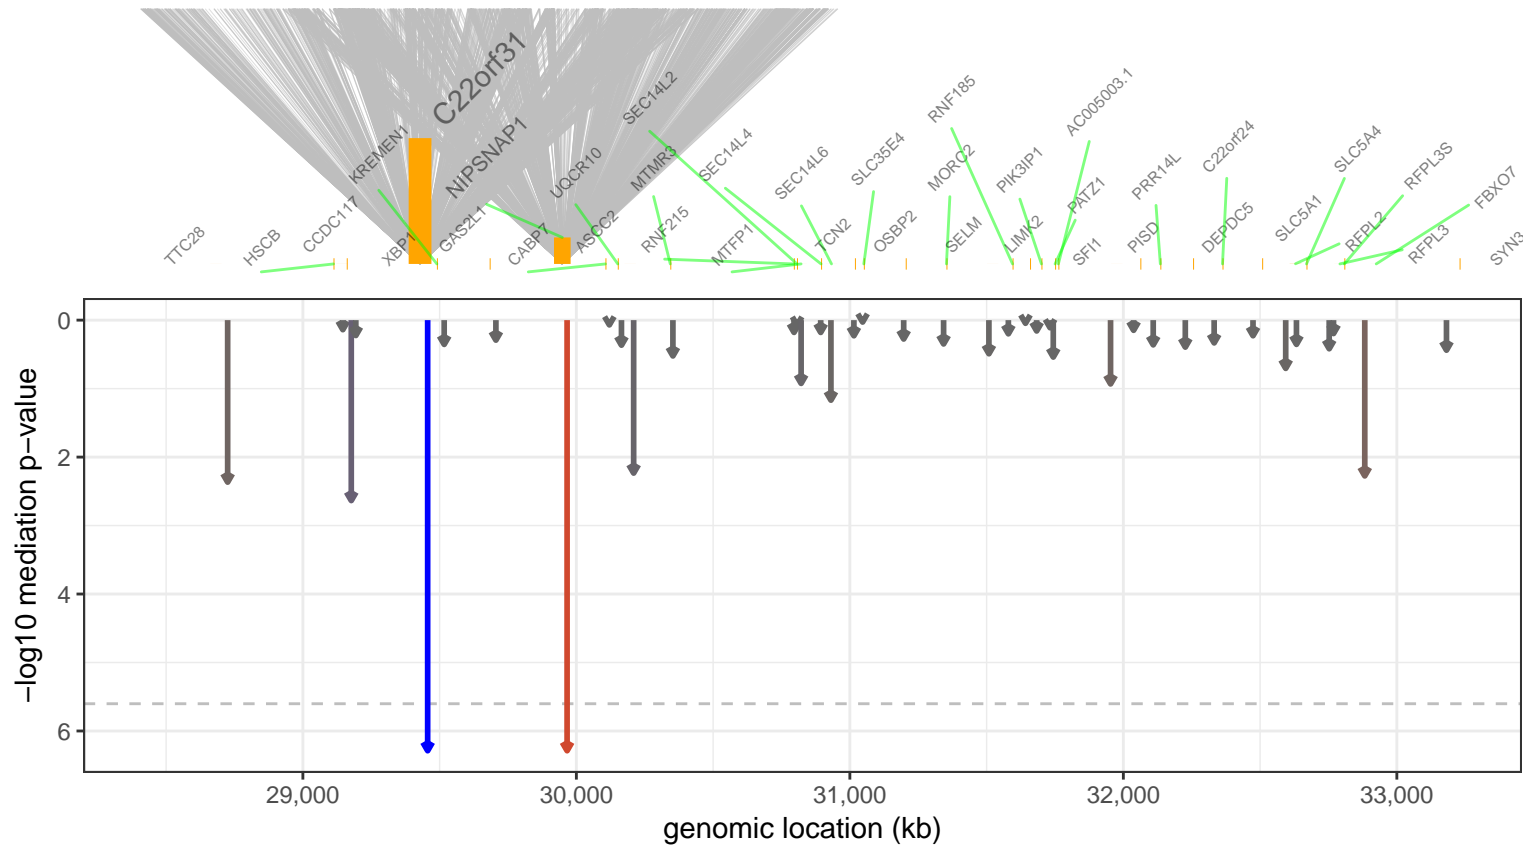 C22orf31
NIPSNAP1
KREMEN1
SEC14L2
RNF185
AC005003.1
UQCR10
MTMR3
SEC14L4
SEC14L6
SLC35E4
MORC2
PIK3IP1
PATZ1
PRR14L
C22orf24
SLC5A4
RFPL3S
FBXO7
TTC28
HSCB
CCDC117
XBP1
GAS2L1
CABP7
ASCC2
RNF215
MTFP1
TCN2
OSBP2
SELM
LIMK2
SFI1
PISD
DEPDC5
SLC5A1
RFPL2
RFPL3
SYN3
0
2
4
6
−log10 mediation p−value
29,000 30,000 31,000 32,000 33,000
genomic location (kb)